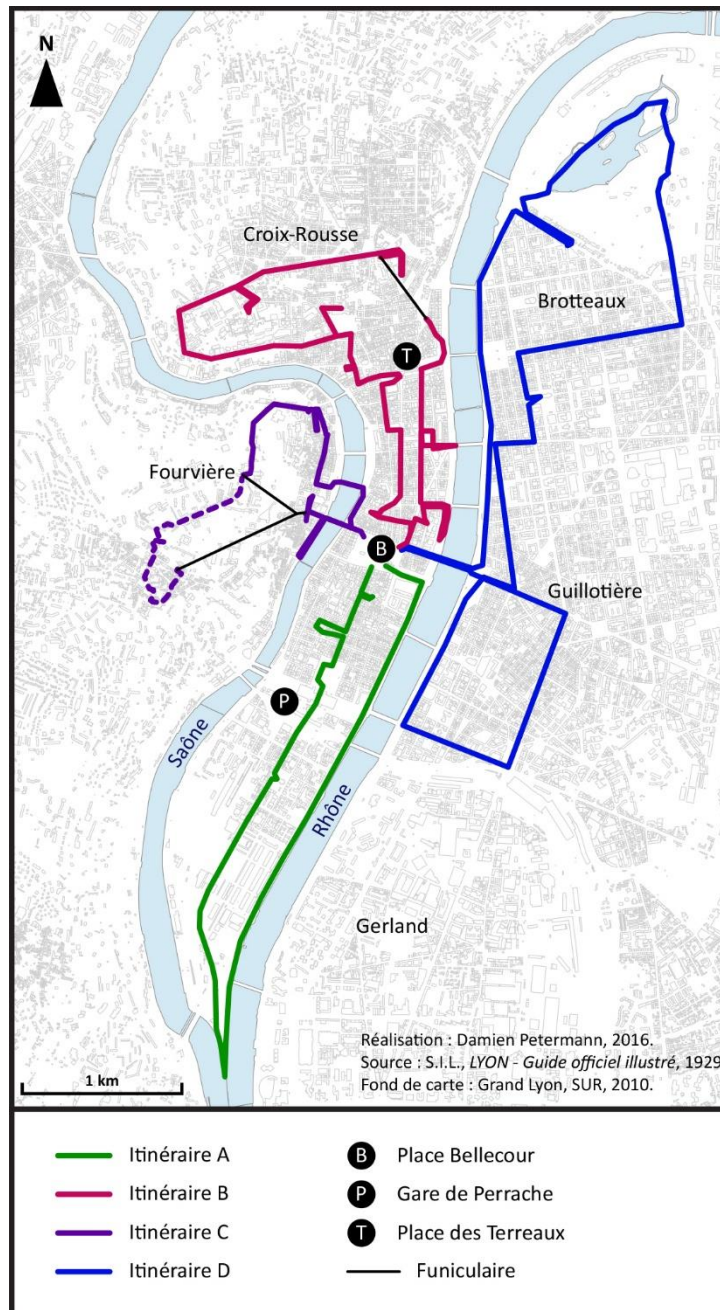 N
Croix-Rousse
Brotteaux
T
Fourvière
B
Guillotière
P
Saône
Rhône
Gerland
Réalisation : Damien Petermann, 2016.
Source : S.I.L., LYON - Guide officiel illustré, 1929
Fond de carte : Grand Lyon, SUR, 2010.
1 km
Itinéraire A
B Place Bellecour
Itinéraire B
P Gare de Perrache
Itinéraire C
T Place des Terreaux
Itinéraire D
Funiculaire